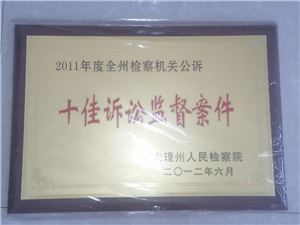 2011年度全州检察机关公诉
十佳诉讼监督案件
大理州人民检察院
二〇一二年六月